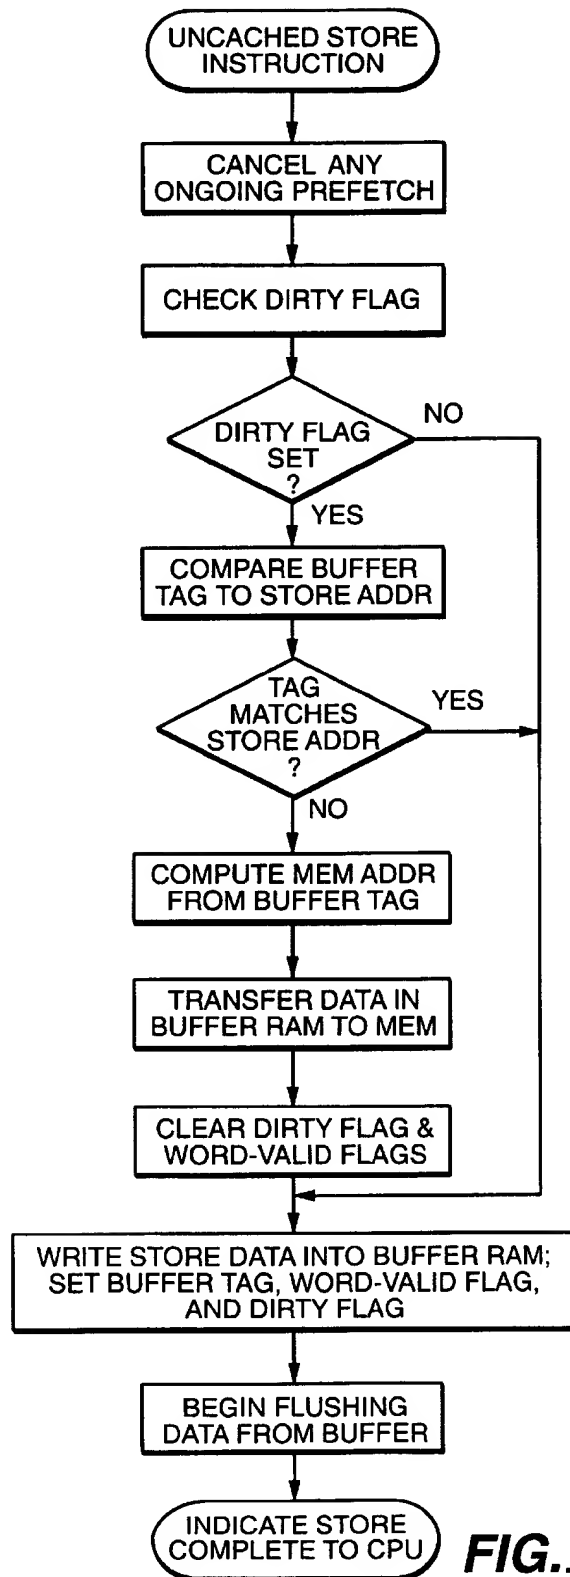 UNCACHED STORE
INSTRUCTION
CANCEL ANY
ONGOING PREFETCH
CHECK DIRTY FLAG
DIRTY FLAG
SET
?
NO
YES
COMPARE BUFFER
TAG TO STORE ADDR
TAG
MATCHES
STORE ADDR
?
YES
NO
COMPUTE MEM ADDR
FROM BUFFER TAG
TRANSFER DATA IN
BUFFER RAM TO MEM
CLEAR DIRTY FLAG &
WORD-VALID FLAGS
WRITE STORE DATA INTO BUFFER RAM;
SET BUFFER TAG, WORD-VALID FLAG,
AND DIRTY FLAG
BEGIN FLUSHING
DATA FROM BUFFER
INDICATE STORE
COMPLETE TO CPU
FIG.